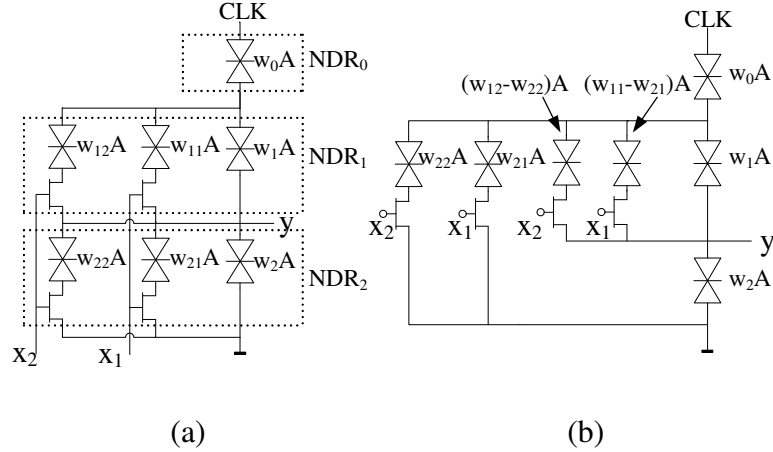 CLK
w₀A NDR₀
w₁₂A w₁₁A w₁A NDR₁
y
w₂₂A w₂₁A w₂A NDR₂
x₂ x₁
(a)
CLK
w₀A
(w₁₂-w₂₂)A (w₁₁-w₂₁)A
w₂₂A w₂₁A w₁A
x₂ x₁ x₂ x₁
y
w₂A
(b)